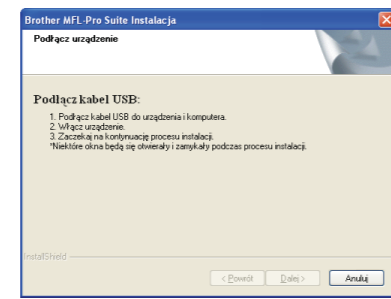 Brother MFL-Pro Suite Instalacja
Podłącz urządzenie
Podłącz kabel USB:
1. Podłącz kabel USB do urządzenia i komputera.
2. Włącz urządzenie.
3. Zaczekaj na kontynuację procesu instalacji.
*Niektóre okna będą się otwierały i zamykały podczas procesu instalacji.
InstallShield
< Powrót Dalej > Anuluj